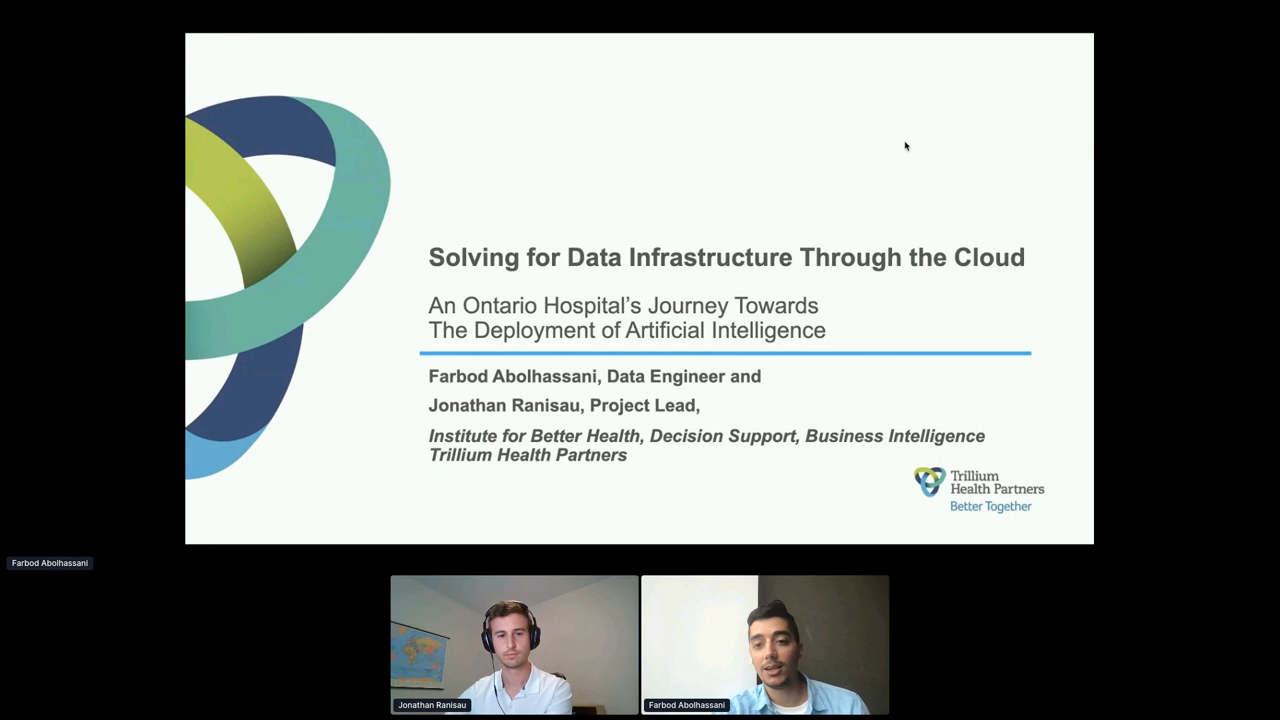 Solving for Data Infrastructure Through the Cloud
An Ontario Hospital's Journey Towards
The Deployment of Artificial Intelligence
Farbod Abolhassani, Data Engineer and
Jonathan Ranisau, Project Lead,
Institute for Better Health, Decision Support, Business Intelligence
Trillium Health Partners
Trillium
Health Partners
Better Together
Farbod Abolhassani
Jonathan Ranisau
Farbod Abolhassani